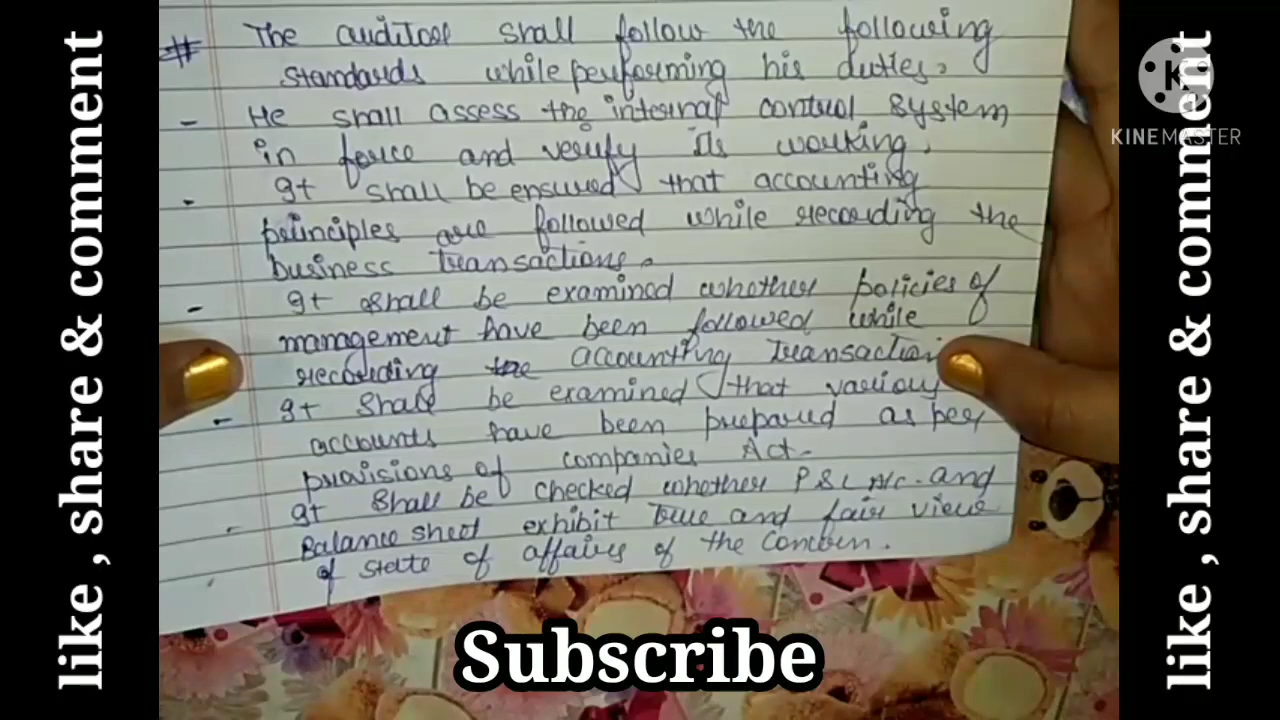 # The auditor shall follow the following
standards while performing his duties.
- He shall assess the internal control system
in force and verify its working.
- It shall be ensured that accounting
principles are followed while recording the
business transactions.
- It shall be examined whether policies of
management have been followed while
recording the accounting transaction
- It shall be examined that various
accounts have been prepared as per
provisions of companies Act.
- It shall be checked whether P & L A/c. and
Balance sheet exhibit true and fair view
of state of affairs of the concern.
like , share & comment
like , share & comment
K
KINEMASTER
Subscribe